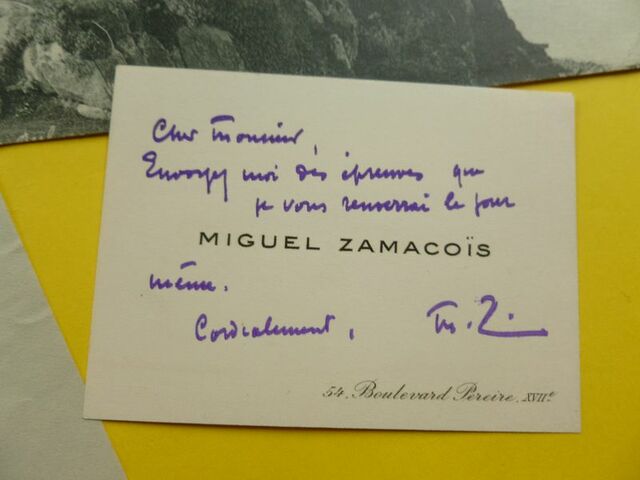 Cher Monsieur,
Envoyez moi des épreuves que
je vous renverrai le jour
MIGUEL ZAMACOÏS
même.
Cordialement,
M. Z.
54, Boulevard Pereire, XVIIe